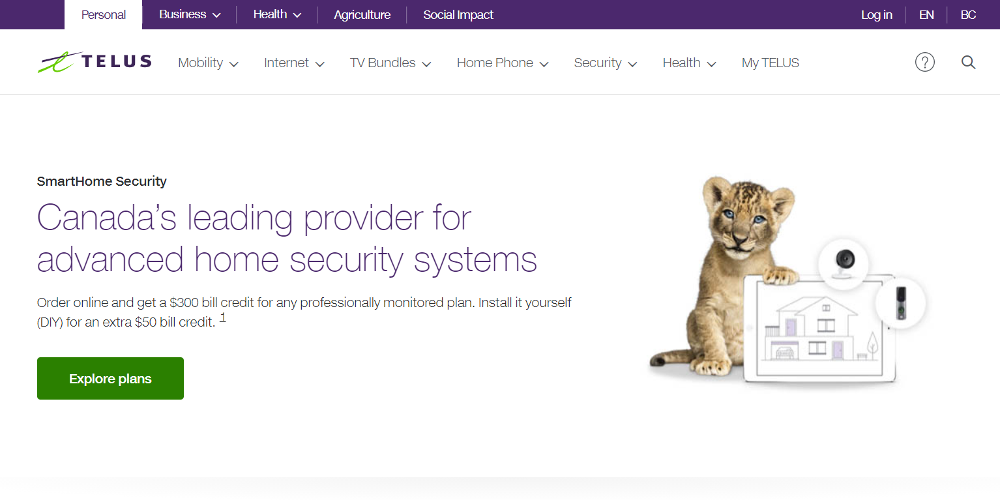 Personal
Business
Health
Agriculture
Social Impact
Log in
EN
BC
TELUS
Mobility
Internet
TV Bundles
Home Phone
Security
Health
My TELUS
?
SmartHome Security
Canada’s leading provider for
advanced home security systems
Order online and get a $300 bill credit for any professionally monitored plan. Install it yourself
(DIY) for an extra $50 bill credit. 1
Explore plans